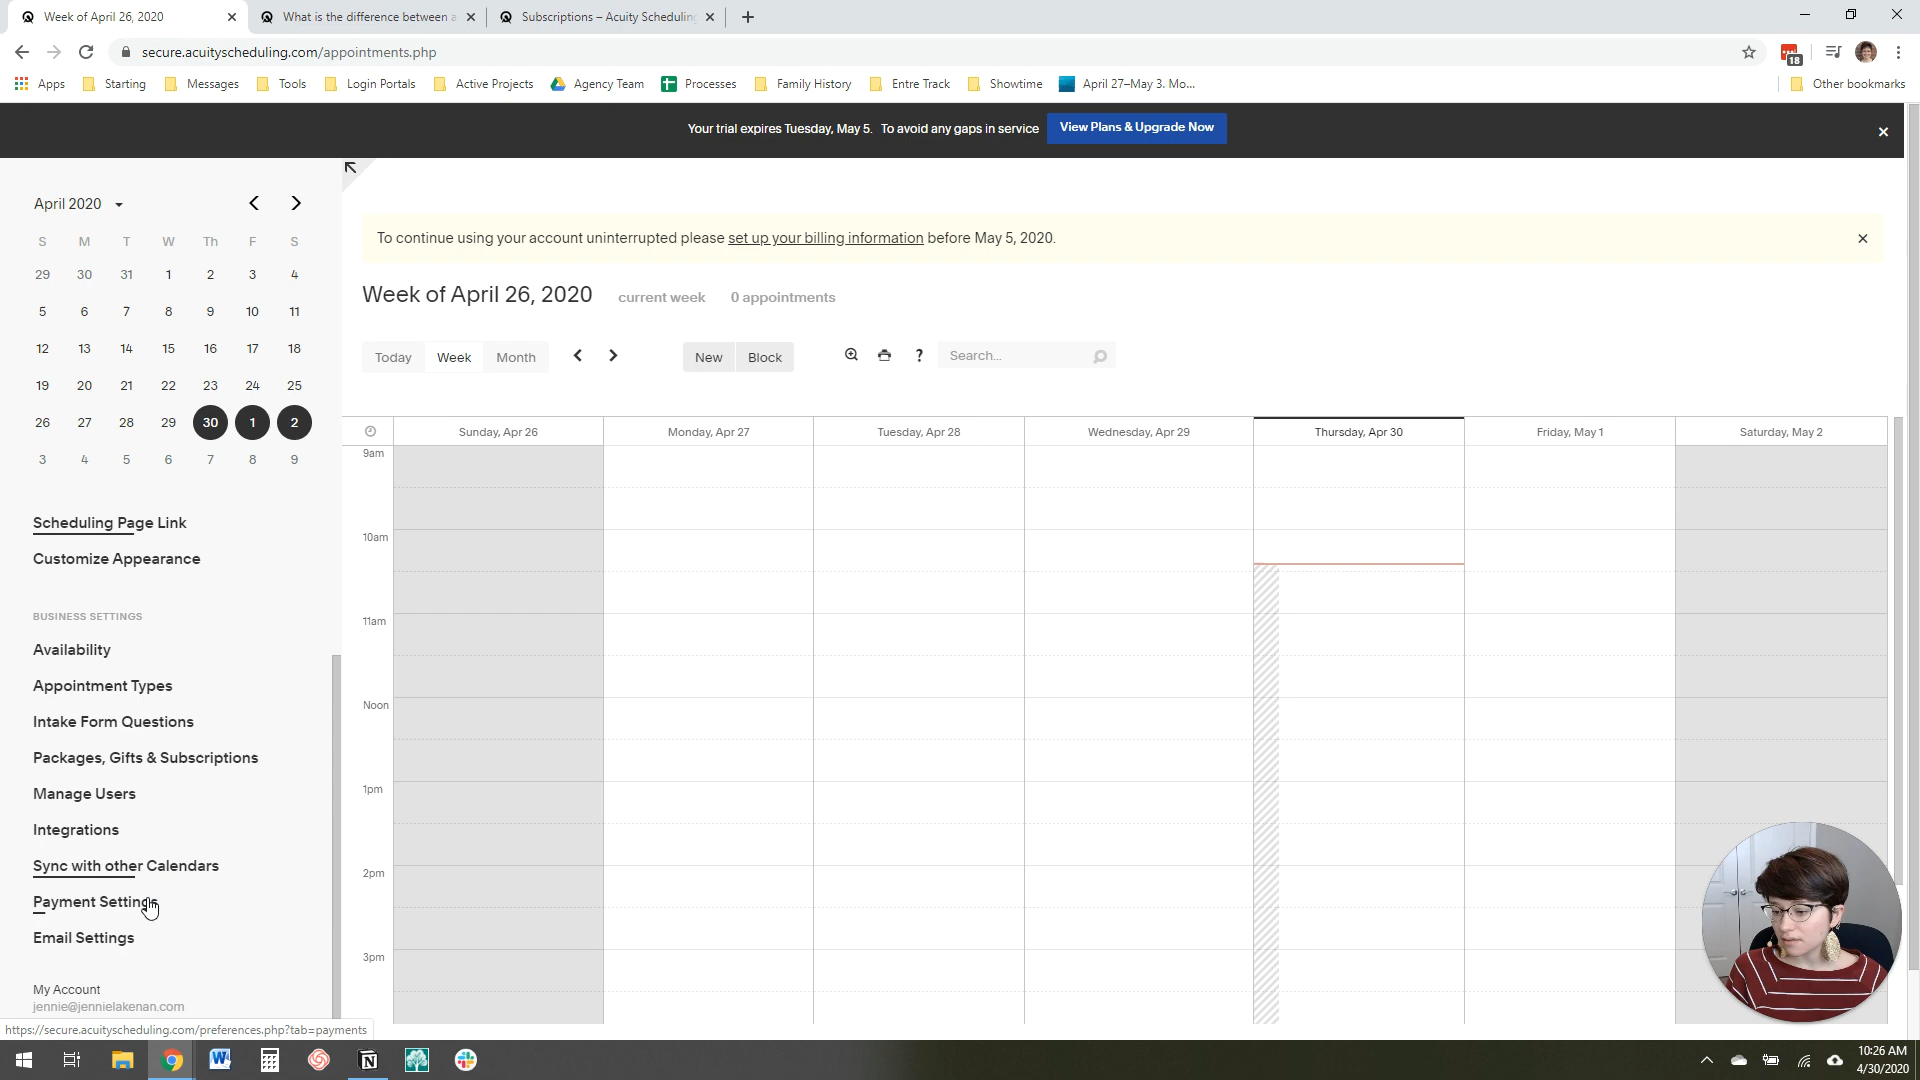 Week of April 26, 2020
What is the difference between a
Subscriptions – Acuity Scheduling
secure.acuityscheduling.com/appointments.php
18
Apps
Starting
Messages
Tools
Login Portals
Active Projects
Agency Team
Processes
Family History
Entre Track
Showtime
April 27–May 3. Mo...
Other bookmarks
Your trial expires Tuesday, May 5. To avoid any gaps in service
View Plans & Upgrade Now
April 2020
S M T W Th F S
29 30 31 1 2 3 4
5 6 7 8 9 10 11
12 13 14 15 16 17 18
19 20 21 22 23 24 25
26 27 28 29 30 1 2
3 4 5 6 7 8 9
Scheduling Page Link
Customize Appearance
BUSINESS SETTINGS
Availability
Appointment Types
Intake Form Questions
Packages, Gifts & Subscriptions
Manage Users
Integrations
Sync with other Calendars
Payment Settings
Email Settings
My Account
jennie@jennielakenan.com
https://secure.acuityscheduling.com/preferences.php?tab=payments
To continue using your account uninterrupted please set up your billing information before May 5, 2020.
Week of April 26, 2020
current week
0 appointments
Today
Week
Month
New
Block
?
Search...
Sunday, Apr 26
Monday, Apr 27
Tuesday, Apr 28
Wednesday, Apr 29
Thursday, Apr 30
Friday, May 1
Saturday, May 2
9am
10am
11am
Noon
1pm
2pm
3pm
10:26 AM
4/30/2020